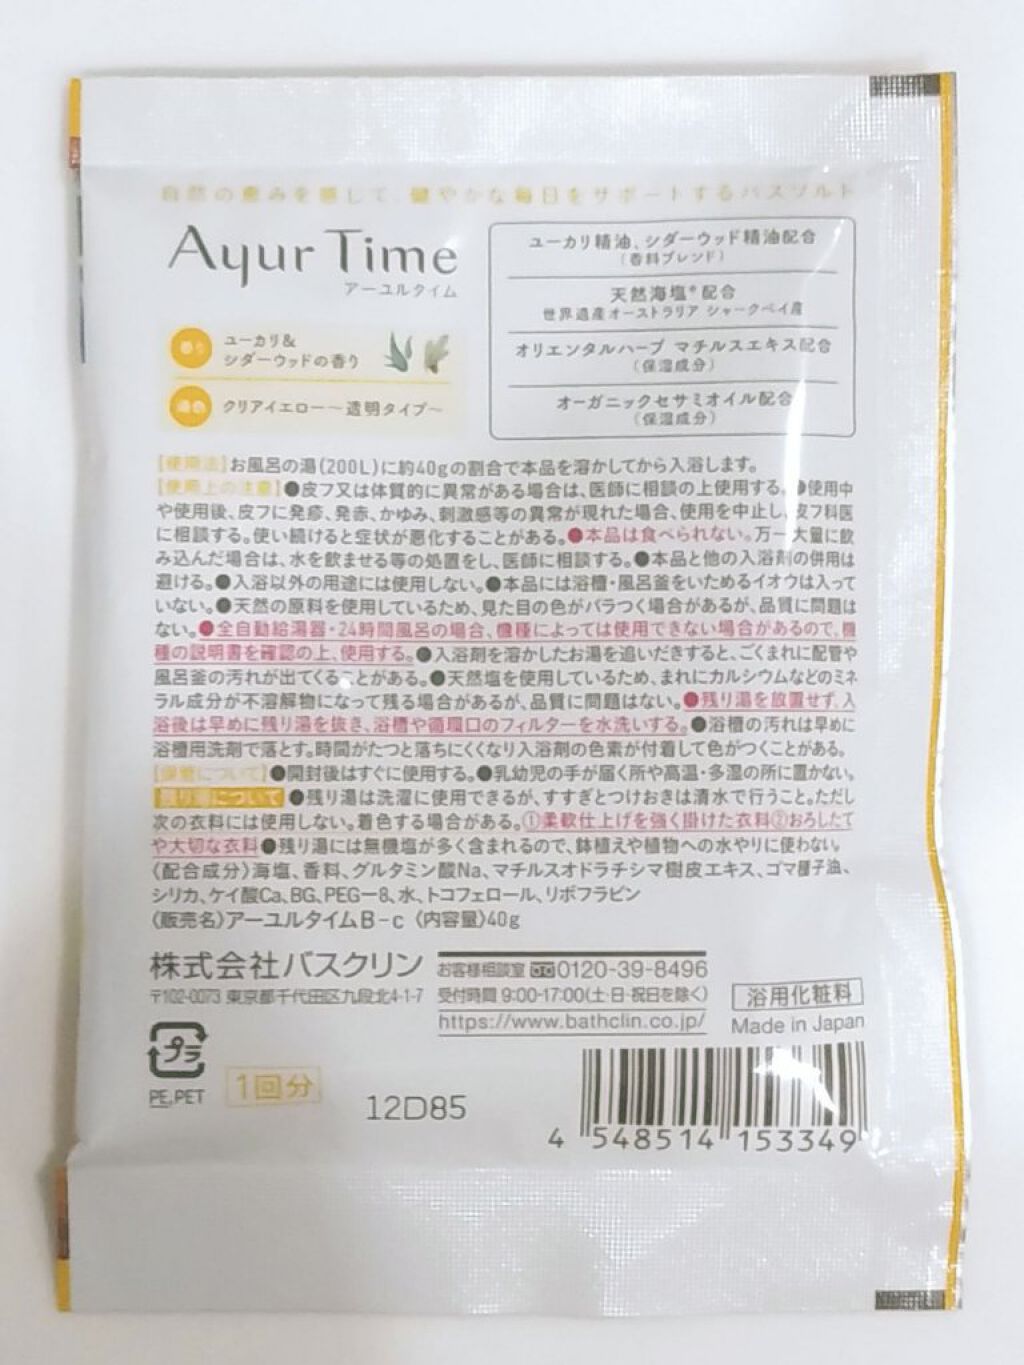 自然の恵みを感じて、健やかな毎日をサポートするバスソルト
Ayur Time
アーユルタイム
香り
ユーカリ&
シダーウッドの香り
湯色
クリアイエロー～透明タイプ～
ユーカリ精油、シダーウッド精油配合
(香料ブレンド)
天然海塩*配合
世界遺産オーストラリア シャークベイ産
オリエンタルハーブ マチルスエキス配合
(保湿成分)
オーガニックセサミオイル配合
(保湿成分)
【使用法】お風呂の湯(200L)に約40gの割合で本品を溶かしてから入浴します。
【使用上の注意】●皮フ又は体質的に異常がある場合は、医師に相談の上使用する。●使用中
や使用後、皮フに発疹、発赤、かゆみ、刺激感等の異常が現れた場合、使用を中止し、皮フ科医
に相談する。使い続けると症状が悪化することがある。●本品は食べられない。万一大量に飲
み込んだ場合は、水を飲ませる等の処置をし、医師に相談する。●本品と他の入浴剤の併用は
避ける。●入浴以外の用途には使用しない。●本品には浴槽・風呂釜をいためるイオウは入って
いない。●天然の原料を使用しているため、見た目の色がバラつく場合があるが、品質に問題は
ない。●全自動給湯器・24時間風呂の場合、機種によっては使用できない場合があるので、機
種の説明書を確認の上、使用する。●入浴剤を溶かしたお湯を追いだきすると、ごくまれに配管や
風呂釜の汚れが出てくることがある。●天然塩を使用しているため、まれにカルシウムなどのミネ
ラル成分が不溶解物になって残る場合があるが、品質に問題はない。●残り湯を放置せず、入
浴後は早めに残り湯を抜き、浴槽や循環口のフィルターを水洗いする。●浴槽の汚れは早めに
浴槽用洗剤で落とす。時間がたつと落ちにくくなり入浴剤の色素が付着して色がつくことがある。
【保管について】●開封後はすぐに使用する。●乳幼児の手が届く所や高温・多湿の所に置かない。
残り湯について ●残り湯は洗濯に使用できるが、すすぎとつけおきは清水で行うこと。ただし
次の衣料には使用しない。着色する場合がある。①柔軟仕上げを強く掛けた衣料②おろしたて
や大切な衣料●残り湯には無機塩が多く含まれるので、鉢植えや植物への水やりに使わない。
〈配合成分〉海塩、香料、グルタミン酸Na、マチルスオドラチシマ樹皮エキス、ゴマ種子油、
シリカ、ケイ酸Ca、BG、PEG－8、水、トコフェロール、リボフラビン
〈販売名〉アーユルタイムB－c 〈内容量〉40g
株式会社バスクリン
〒102-0073 東京都千代田区九段北4-1-7
お客様相談室 0120-39-8496
受付時間 9:00-17:00(土・日・祝日を除く)
https://www.bathclin.co.jp/
浴用化粧料
Made in Japan
プラ
PE,PET
1回分
12D85
4 548514 153349